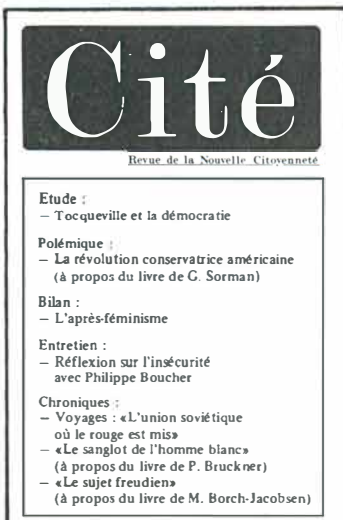 Cité
Revue de la Nouvelle Citoyenneté
Etude :
– Tocqueville et la démocratie
Polémique :
– La révolution conservatrice américaine
(à propos du livre de G. Sorman)
Bilan :
– L'après-féminisme
Entretien :
– Réflexion sur l'insécurité
avec Philippe Boucher
Chroniques :
– Voyages : «L'union soviétique
où le rouge est mis»
– «Le sanglot de l'homme blanc»
(à propos du livre de P. Bruckner)
– «Le sujet freudien»
(à propos du livre de M. Borch-Jacobsen)